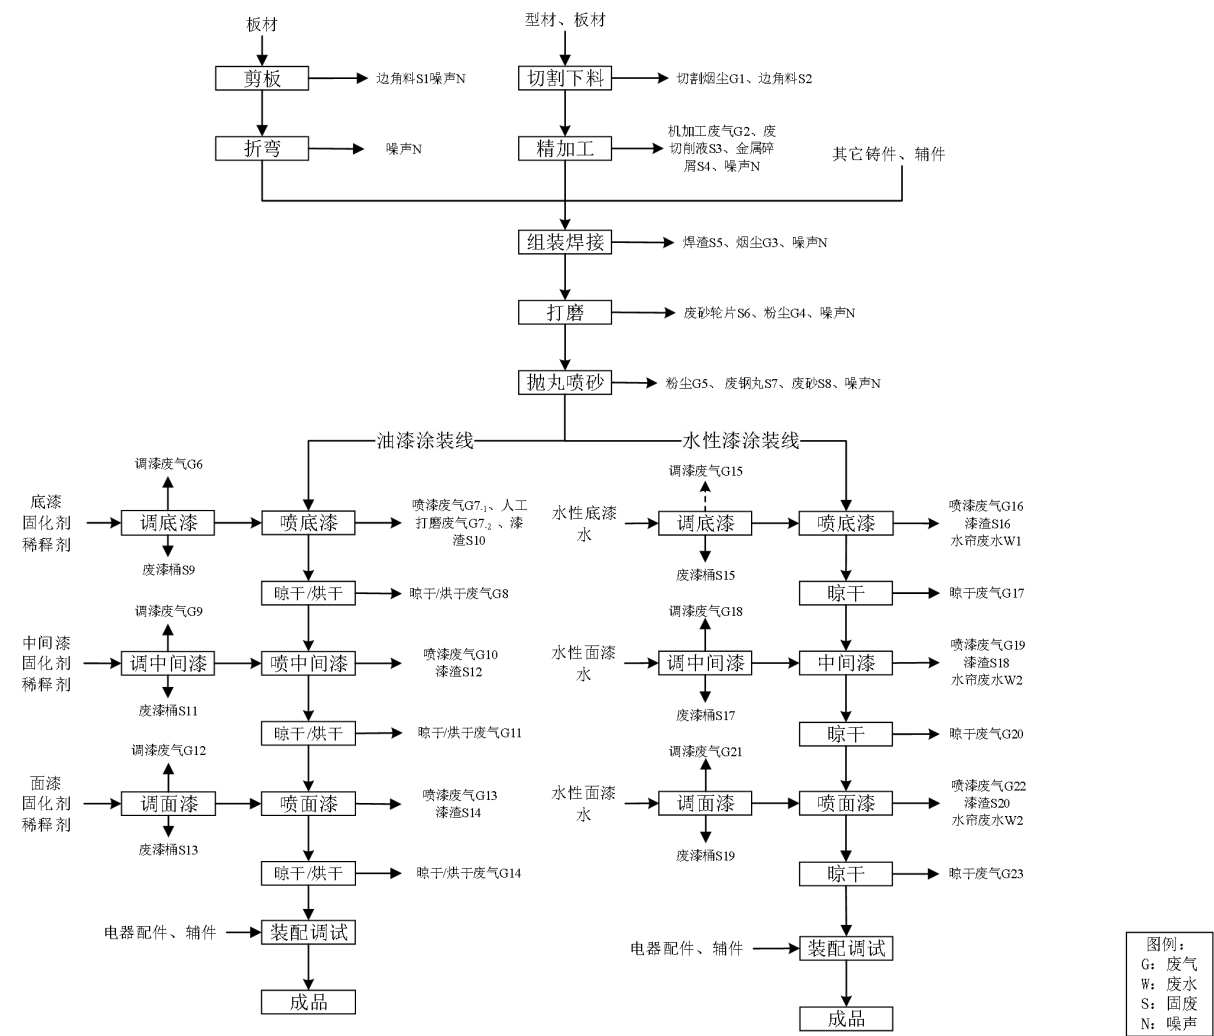 板材
型材、板材
剪板
边角料S1噪声N
切割下料
切割烟尘G1、边角料S2
折弯
噪声N
精加工
机加工废气G2、废
切削液S3、金属碎
屑S4、噪声N
其它铸件、辅件
组装焊接
焊渣S5、烟尘G3、噪声N
打磨
废砂轮片S6、粉尘G4、噪声N
抛丸喷砂
粉尘G5、废钢丸S7、废砂S8、噪声N
油漆涂装线
水性漆涂装线
调漆废气G6
底漆
固化剂
稀释剂
调底漆
喷底漆
喷漆废气G7-1、人工
打磨废气G7-2 、漆
渣S10
废漆桶S9
晾干/烘干
晾干/烘干废气G8
调漆废气G9
中间漆
固化剂
稀释剂
调中间漆
喷中间漆
喷漆废气G10
漆渣S12
废漆桶S11
晾干/烘干
晾干/烘干废气G11
调漆废气G12
面漆
固化剂
稀释剂
调面漆
喷面漆
喷漆废气G13
漆渣S14
废漆桶S13
晾干/烘干
晾干/烘干废气G14
电器配件、辅件
装配调试
成品
调漆废气G15
水性底漆
水
调底漆
喷底漆
喷漆废气G16
漆渣S16
水帘废水W1
废漆桶S15
晾干
晾干废气G17
调漆废气G18
水性面漆
水
调中间漆
中间漆
喷漆废气G19
漆渣S18
水帘废水W2
废漆桶S17
晾干
晾干废气G20
调漆废气G21
水性面漆
水
调面漆
喷面漆
喷漆废气G22
漆渣S20
水帘废水W2
废漆桶S19
晾干
晾干废气G23
电器配件、辅件
装配调试
成品
图例：
G：废气
W：废水
S：固废
N：噪声